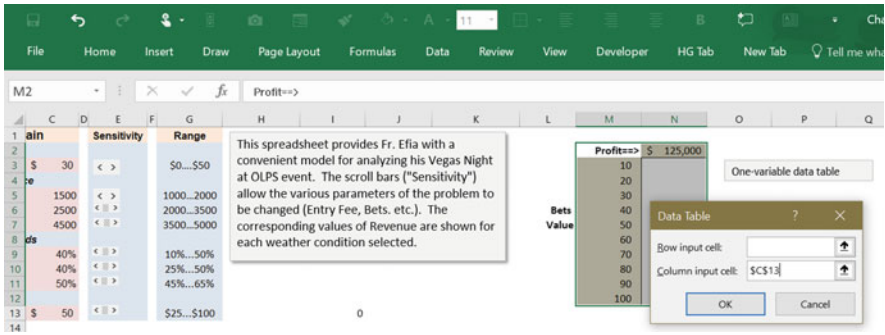 11
Cha
File Home Insert Draw Page Layout Formulas Data Review View Developer HG Tab New Tab Tell me wha
M2 fx Profit==>
C D E F G H I J K L M N O P Q
1 ain Sensitivity Range
2 Profit==> $ 125,000
3 $ 30 < > $0....$50 10
4 ce 20
5 1500 < > 1000...2000 30
6 2500 < > 2000...3500 Bets 40
7 4500 < > 3500...5000 Value 50
8 ds 60
9 40% < > 10%...50% 70
10 40% < > 25%...50% 80
11 50% < > 45%...65% 90
12 100
13 $ 50 < > $25...$100 0
14
This spreadsheet provides Fr. Efia with a
convenient model for analyzing his Vegas Night
at OLPS event. The scroll bars ("Sensitivity")
allow the various parameters of the problem to
be changed (Entry Fee, Bets. etc.). The
corresponding values of Revenue are shown for
each weather condition selected.
One-variable data table
Data Table ? ×
Row input cell:
Column input cell: $C$13
OK Cancel